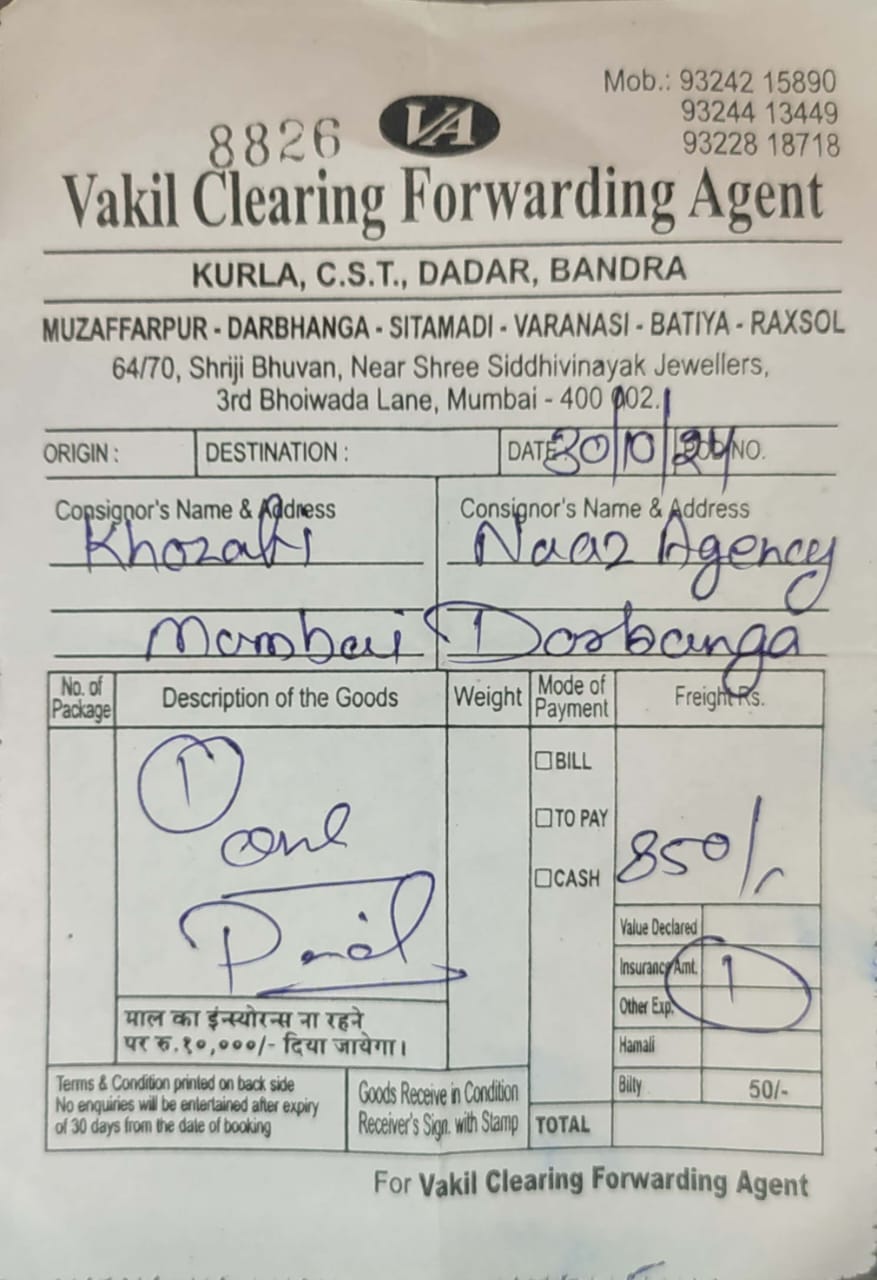 Mob.: 93242 15890
93244 13449
93228 18718
8826
VA
Vakil Clearing Forwarding Agent
KURLA, C.S.T., DADAR, BANDRA
MUZAFFARPUR - DARBHANGA - SITAMADI - VARANASI - BATIYA - RAXSOL
64/70, Shriji Bhuvan, Near Shree Siddhivinayak Jewellers,
3rd Bhoiwada Lane, Mumbai - 400 002.
ORIGIN : DESTINATION : DATE 30/10/24 NO.
Consignor's Name & Address Consignor's Name & Address
Naaz Agency
Mumbai Darbanga
No. of Package Description of the Goods Weight Mode of Payment Freight Rs.
1
one
BILL
TO PAY
CASH
850/-
Value Declared
Insurance Amt. 1
Other Exp.
Hamali
Bilty 50/-
माल का इंन्स्योरन्स ना रहने
पर रु.१०,०००/- दिया जायेगा।
Terms & Condition printed on back side
No enquiries will be entertained after expiry
of 30 days from the date of booking
Goods Receive in Condition
Receiver's Sign. with Stamp
TOTAL
For Vakil Clearing Forwarding Agent